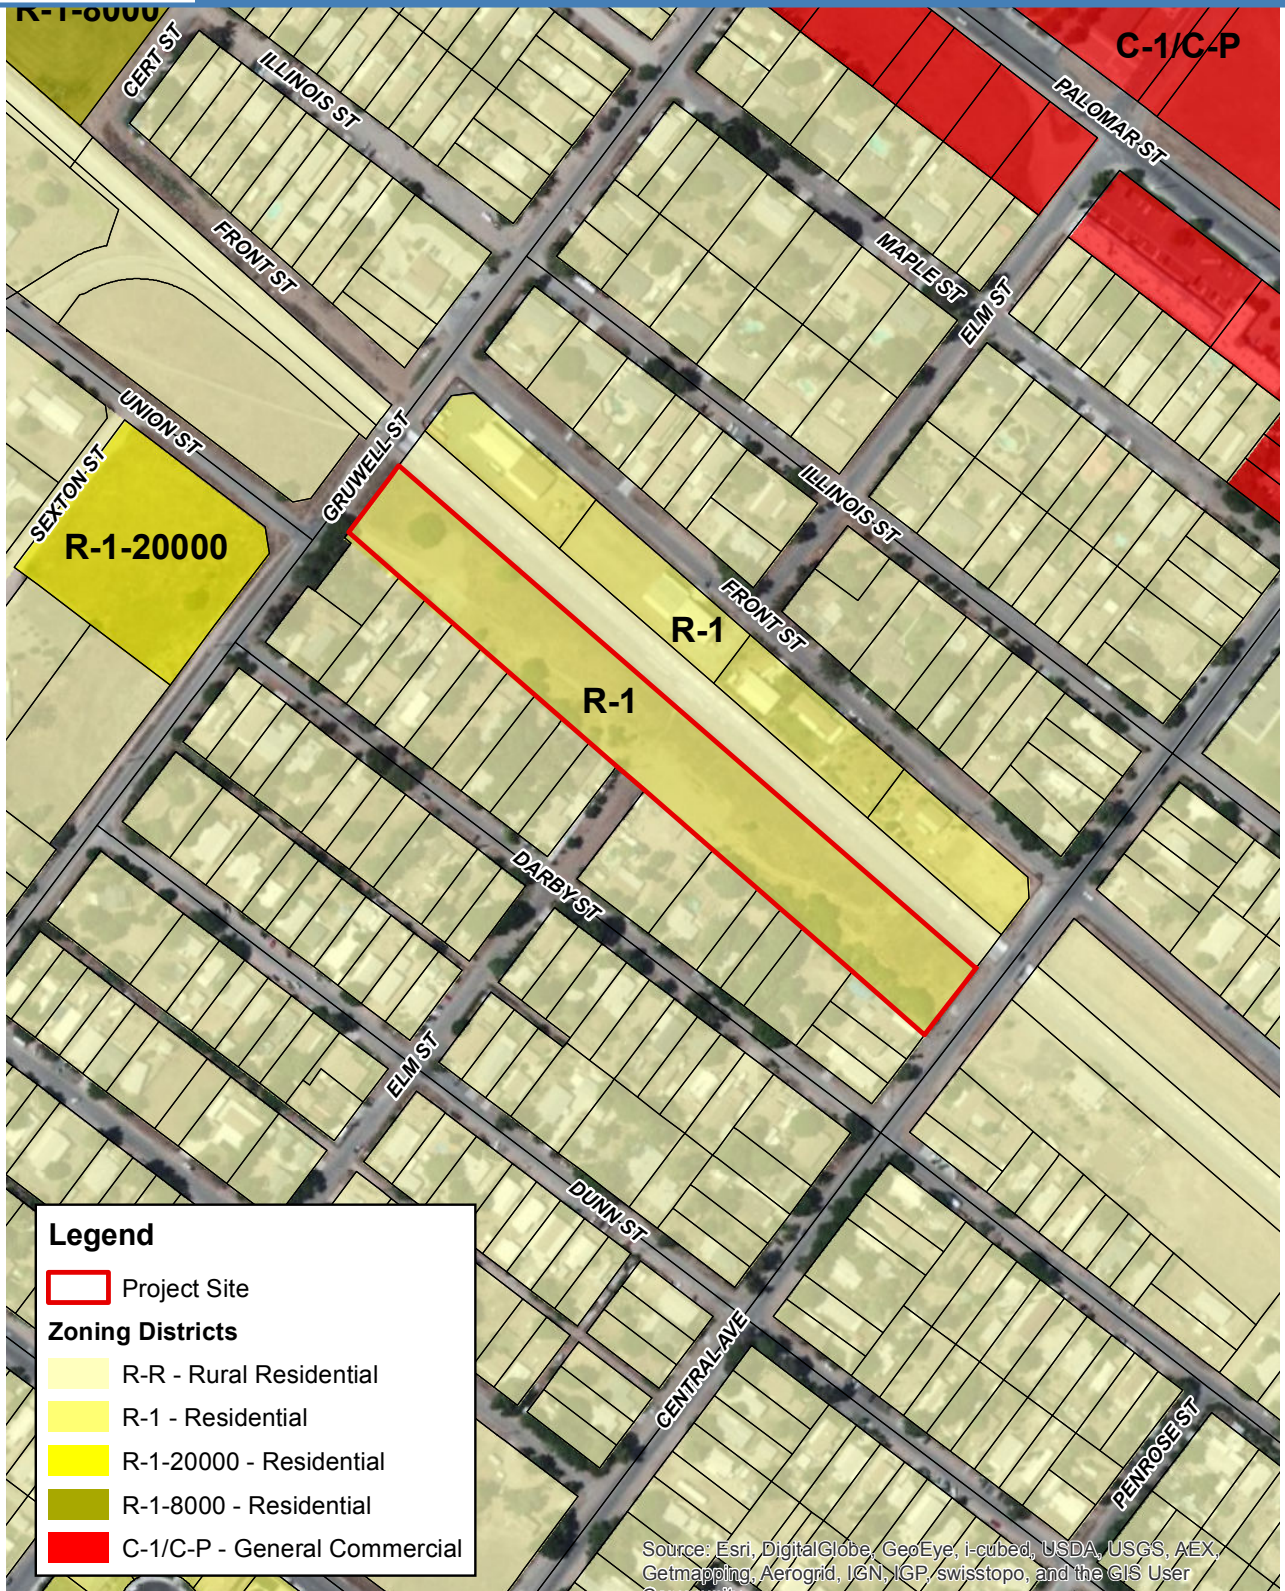 R-1-8000
C-1/C-P
CERT ST
ILLINOIS ST
PALOMAR ST
FRONT ST
MAPLE ST
ELM ST
UNION ST
GRUWELL ST
SEXTON ST
R-1-20000
ILLINOIS ST
FRONT ST
R-1
R-1
DARBY ST
ELM ST
DUNN ST
CENTRAL AVE
PENROSE ST
Legend
Project Site
Zoning Districts
R-R - Rural Residential
R-1 - Residential
R-1-20000 - Residential
R-1-8000 - Residential
C-1/C-P - General Commercial
Source: Esri, DigitalGlobe, GeoEye, i-cubed, USDA, USGS, AEX,
Getmapping, Aerogrid, IGN, IGP, swisstopo, and the GIS User